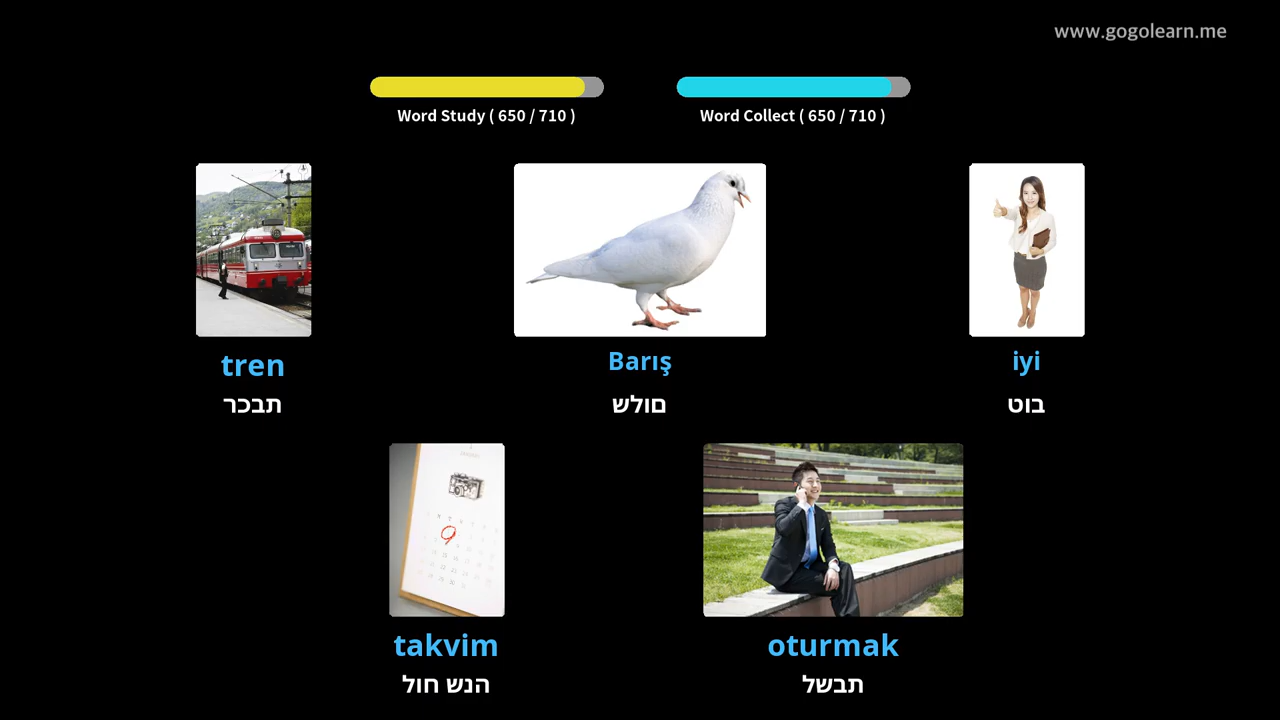 www.gogolearn.me
Word Study ( 650 / 710 )
Word Collect ( 650 / 710 )
tren
תבכר
Barış
םולש
iyi
בוט
takvim
הנש חול
oturmak
תבשל